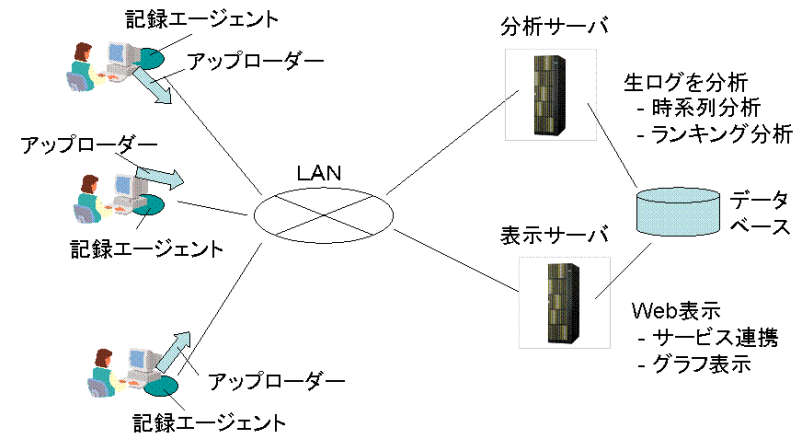 記録エージェント
アップローダー
アップローダー
記録エージェント
アップローダー
記録エージェント
LAN
分析サーバ
生ログを分析
- 時系列分析
- ランキング分析
データ
ベース
表示サーバ
Web表示
- サービス連携
- グラフ表示